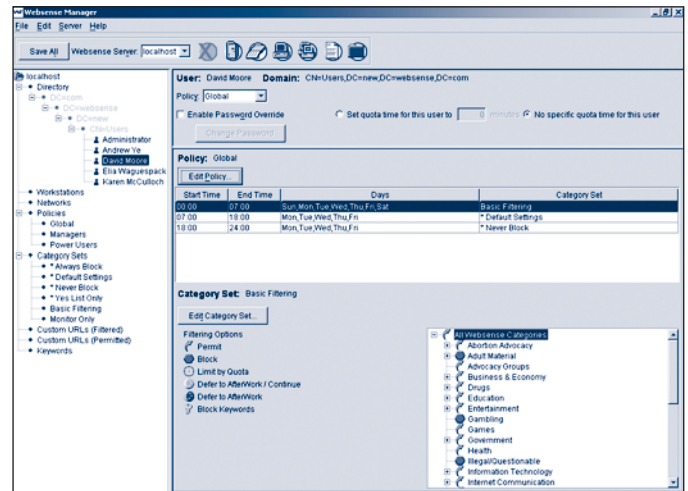 Websense Manager
File Edit Server Help
Save All Websense Server: localhost
localhost
Directory
DC=com
DC=websense
DC=new
CN=Users
Administrator
Andrew Ye
David Moore
Elia Waguespack
Karen McCulloch
Workstations
Networks
Policies
Global
Managers
Power Users
Category Sets
* Always Block
* Default Settings
* Never Block
* Yes List Only
Basic Filtering
Monitor Only
Custom URLs (Filtered)
Custom URLs (Permitted)
Keywords
User: David Moore Domain: CN=Users,DC=new,DC=websense,DC=com
Policy: Global
Enable Password Override
Set quota time for this user to 0 minutes
No specific quota time for this user
Change Password
Policy: Global
Edit Policy...
Start Time End Time Days Category Set
00:00 07:00 Sun,Mon,Tue,Wed,Thu,Fri,Sat Basic Filtering
07:00 18:00 Mon,Tue,Wed,Thu,Fri * Default Settings
18:00 24:00 Mon,Tue,Wed,Thu,Fri * Never Block
Category Set: Basic Filtering
Edit Category Set...
Filtering Options
Permit
Block
Limit by Quota
Defer to AfterWork / Continue
Defer to AfterWork
Block Keywords
All Websense Categories
Abortion Advocacy
Adult Material
Advocacy Groups
Business & Economy
Drugs
Education
Entertainment
Gambling
Games
Government
Health
Illegal/Questionable
Information Technology
Internet Communication